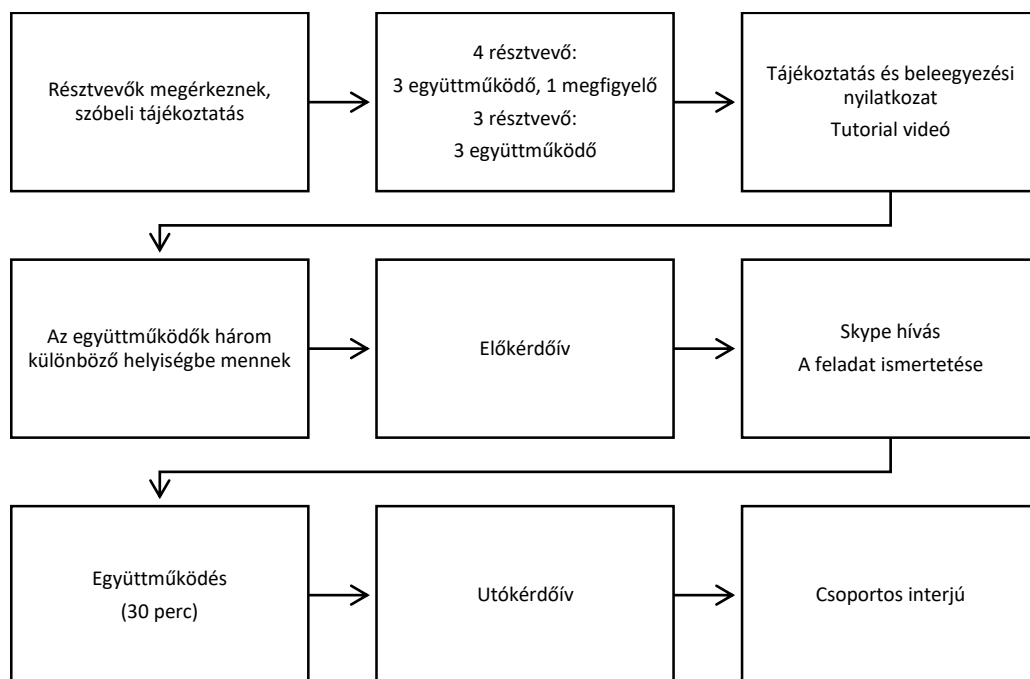 Résztvevők megérkeznek,
szóbeli tájékoztatás
4 résztvevő:
3 együttműködő, 1 megfigyelő
3 résztvevő:
3 együttműködő
Tájékoztatás és beleegyezési
nyilatkozat
Tutorial videó
Az együttműködők három
különböző helyiségbe mennek
Előkérdőív
Skype hívás
A feladat ismertetése
Együttműködés
(30 perc)
Utókérdőív
Csoportos interjú